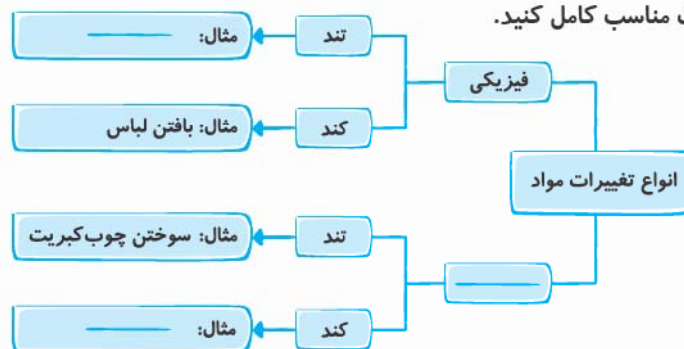 مناسب کامل کنید.
انواع تغییرات مواد
فیزیکی
تند
مثال:
کند
مثال: بافتن لباس
تند
مثال: سوختن چوب‌کبریت
کند
مثال: